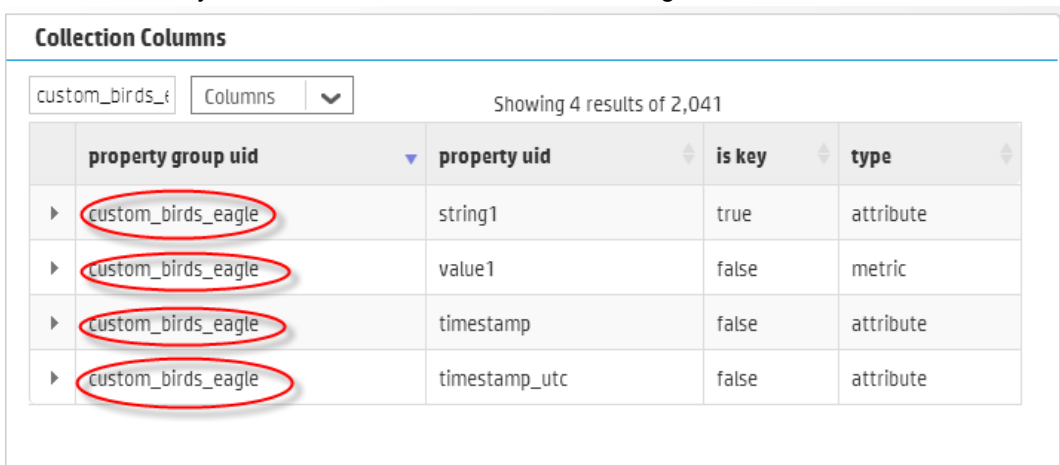 Collection Columns
custom_birds_e Columns Showing 4 results of 2,041
property group uid property uid is key type
custom_birds_eagle string1 true attribute
custom_birds_eagle value1 false metric
custom_birds_eagle timestamp false attribute
custom_birds_eagle timestamp_utc false attribute